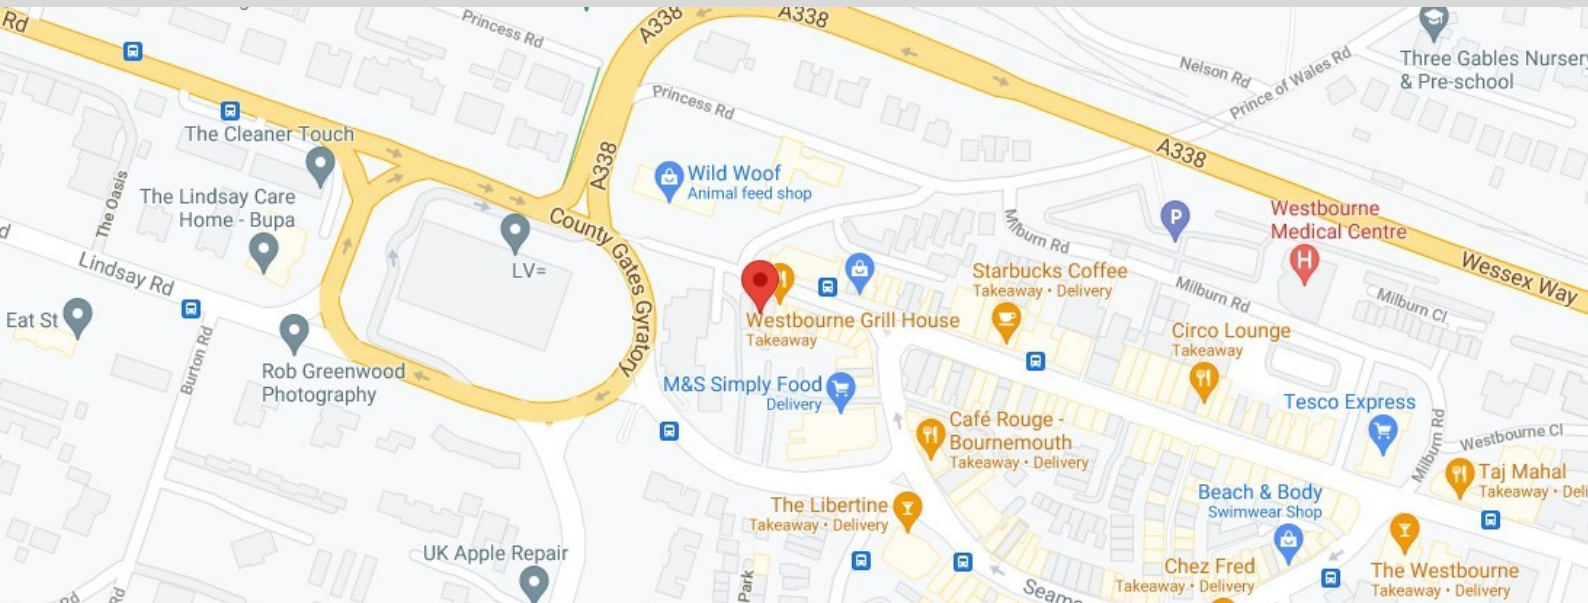 Rd
Princess Rd
A338
A338
Nelson Rd
Prince of Wales Rd
Three Gables Nursery
& Pre-school
Princess Rd
The Cleaner Touch
A338
A338
Wild Woof
Animal feed shop
The Oasis
The Lindsay Care
Home - Bupa
County Gates Gyratory
LV=
P
Milburn Rd
Westbourne
Medical Centre
H
Wessex Way
Lindsay Rd
Starbucks Coffee
Takeaway • Delivery
Milburn Rd
Milburn Cl
Eat St
Westbourne Grill House
Takeaway
Circo Lounge
Takeaway
Burton Rd
Rob Greenwood
Photography
M&S Simply Food
Delivery
Tesco Express
Café Rouge -
Bournemouth
Takeaway • Delivery
Milburn Rd
Westbourne Cl
Taj Mahal
Takeaway • Deli
The Libertine
Takeaway • Delivery
Beach & Body
Swimwear Shop
UK Apple Repair
Chez Fred
Takeaway • Delivery
The Westbourne
Takeaway • Delivery
Park
Seamo
Rd
Rd